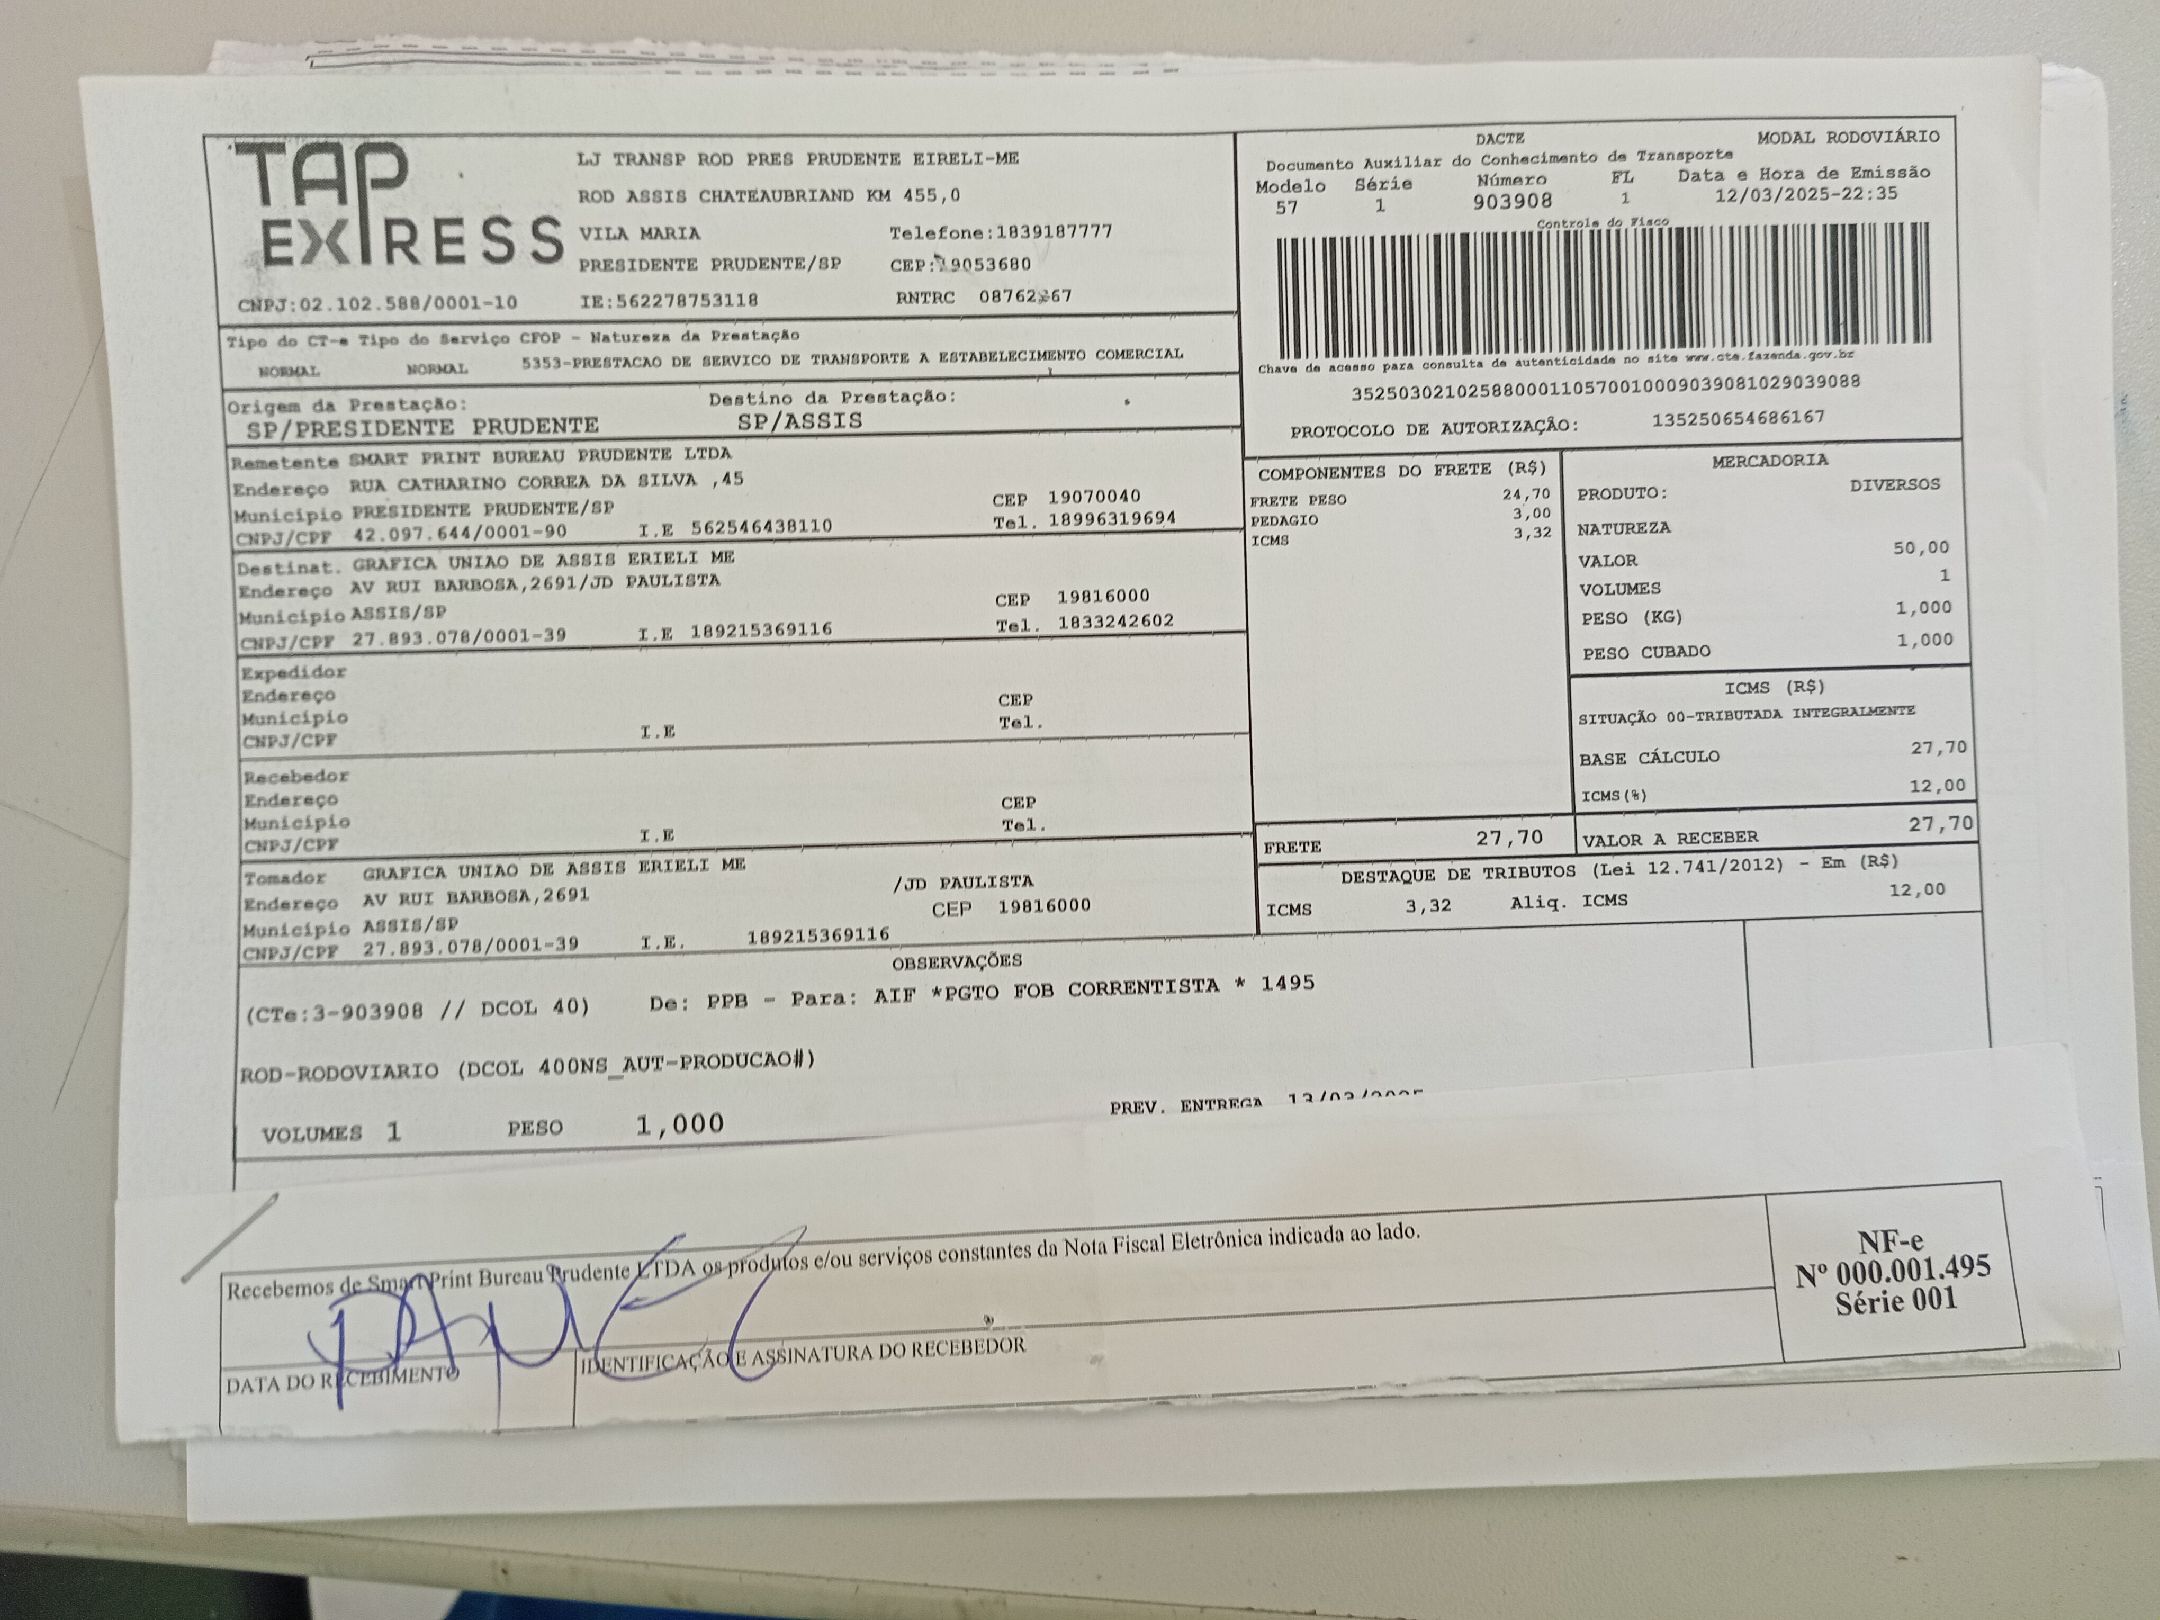 TAP
EXPRESS
LJ TRANSP ROD PRES PRUDENTE EIRELI-ME
ROD ASSIS CHATEAUBRIAND KM 455,0
VILA MARIA Telefone:1839187777
PRESIDENTE PRUDENTE/SP CEP:19053680
CNPJ:02.102.588/0001-10 IE:562278753118 RNTRC
DACTE MODAL RODOVIÁRIO
Documento Auxiliar do Conhecimento de Transporte
Modelo Série Número FL Data e Hora de Emissão
57 1 903908 1 12/03/2025-22:35
Controle do Fisco
Chave de acesso para consulta de autenticidade no site www.cte.fazenda.gov.br
35250302102588000110570010009039081029039088
PROTOCOLO DE AUTORIZAÇÃO: 135250654686167
Tipo do CT-e Tipo do Serviço CFOP - Natureza da Prestação
NORMAL NORMAL 5353-PRESTACAO DE SERVICO DE TRANSPORTE A ESTABELECIMENTO COMERCIAL
Origem da Prestação: Destino da Prestação:
SP/PRESIDENTE PRUDENTE SP/ASSIS
Remetente SMART PRINT BUREAU PRUDENTE LTDA
Endereço RUA CATHARINO CORREA DA SILVA ,45
Município PRESIDENTE PRUDENTE/SP CEP 19070040
CNPJ/CPF 42.097.644/0001-90 I.E 562546438110 Tel. 18996319694
Destinat. GRAFICA UNIAO DE ASSIS ERIELI ME
Endereço AV RUI BARBOSA,2691/JD PAULISTA
Município ASSIS/SP CEP 19816000
CNPJ/CPF 27.893.078/0001-39 I.E 189215369116 Tel. 1833242602
Expedidor
Endereço
Município CEP
CNPJ/CPF I.E Tel.
Recebedor
Endereço
Município CEP
CNPJ/CPF I.E Tel.
Tomador GRAFICA UNIAO DE ASSIS ERIELI ME
Endereço AV RUI BARBOSA,2691 /JD PAULISTA
Município ASSIS/SP CEP 19816000
CNPJ/CPF 27.893.078/0001-39 I.E. 189215369116
COMPONENTES DO FRETE (R$)
FRETE PESO 24,70
PEDAGIO 3,00
ICMS 3,32
MERCADORIA
PRODUTO: DIVERSOS
NATUREZA
VALOR 50,00
VOLUMES 1
PESO (KG) 1,000
PESO CUBADO 1,000
ICMS (R$)
SITUAÇÃO 00-TRIBUTADA INTEGRALMENTE
BASE CÁLCULO 27,70
ICMS(%) 12,00
FRETE 27,70 VALOR A RECEBER 27,70
DESTAQUE DE TRIBUTOS (Lei 12.741/2012) - Em (R$)
ICMS 3,32 Aliq. ICMS 12,00
OBSERVAÇÕES
(CTe:3-903908 // DCOL 40) De: PPB - Para: AIF *PGTO FOB CORRENTISTA * 1495
ROD-RODOVIARIO (DCOL 400NS_AUT-PRODUCAO#)
VOLUMES 1 PESO 1,000 PREV. ENTREGA
Recebemos de Smart Print Bureau Prudente LTDA os produtos e/ou serviços constantes da Nota Fiscal Eletrônica indicada ao lado.
DATA DO RECEBIMENTO IDENTIFICAÇÃO E ASSINATURA DO RECEBEDOR
NF-e
Nº 000.001.495
Série 001